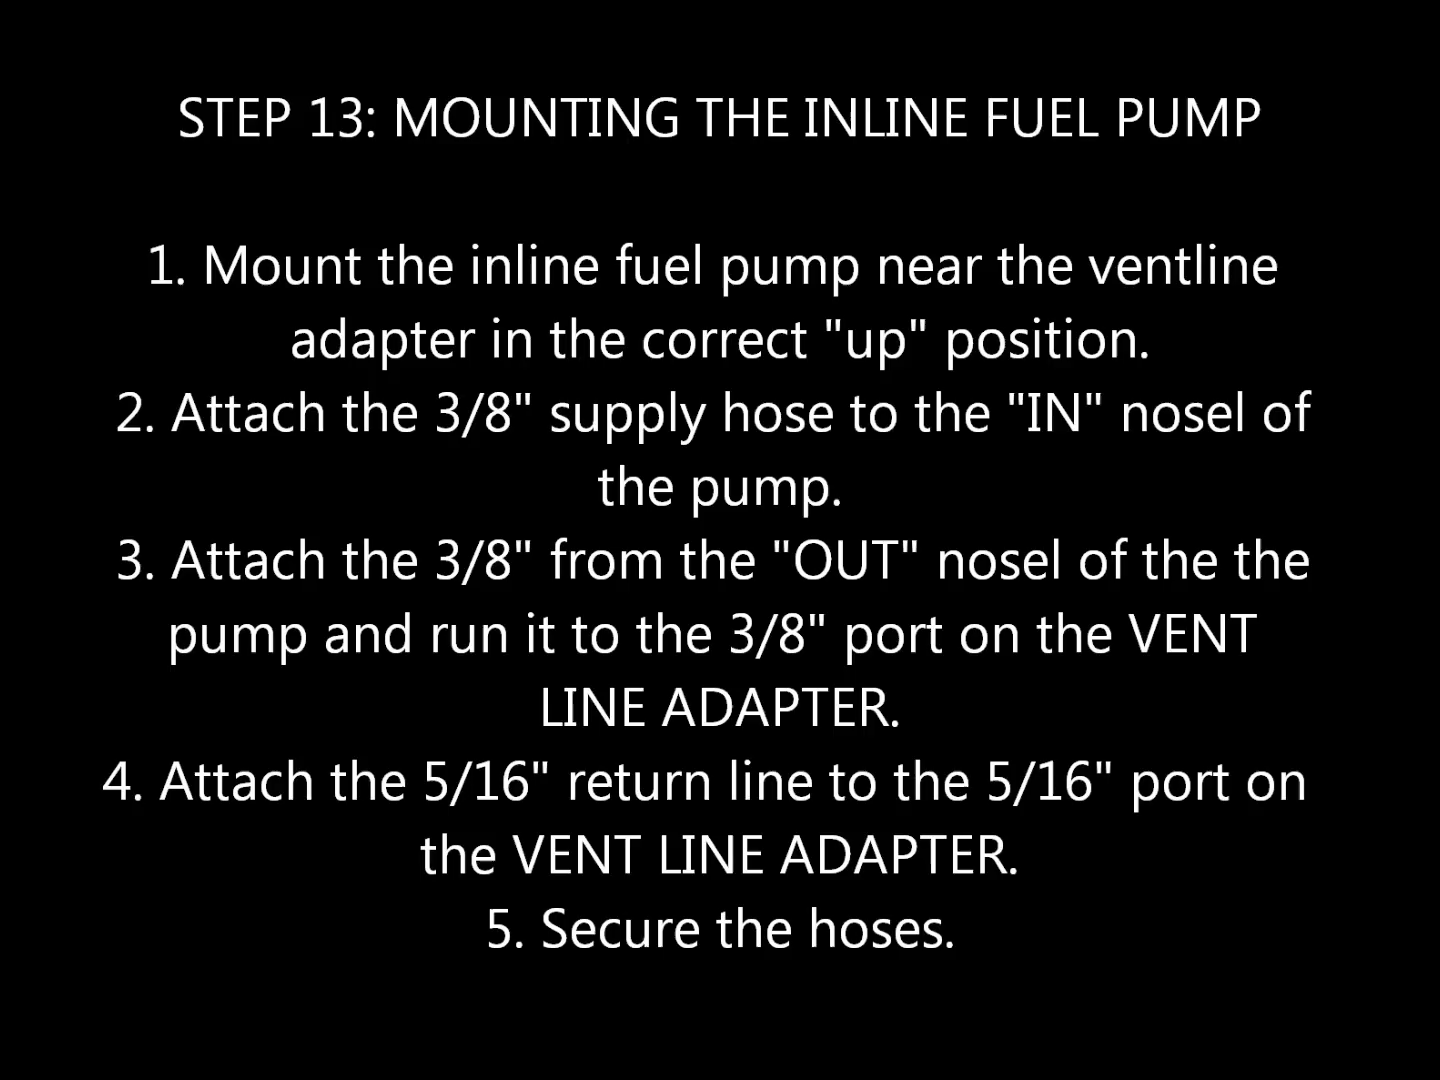 STEP 13: MOUNTING THE INLINE FUEL PUMP
1. Mount the inline fuel pump near the ventline
adapter in the correct "up" position.
2. Attach the 3/8" supply hose to the "IN" nosel of
the pump.
3. Attach the 3/8" from the "OUT" nosel of the the
pump and run it to the 3/8" port on the VENT
LINE ADAPTER.
4. Attach the 5/16" return line to the 5/16" port on
the VENT LINE ADAPTER.
5. Secure the hoses.